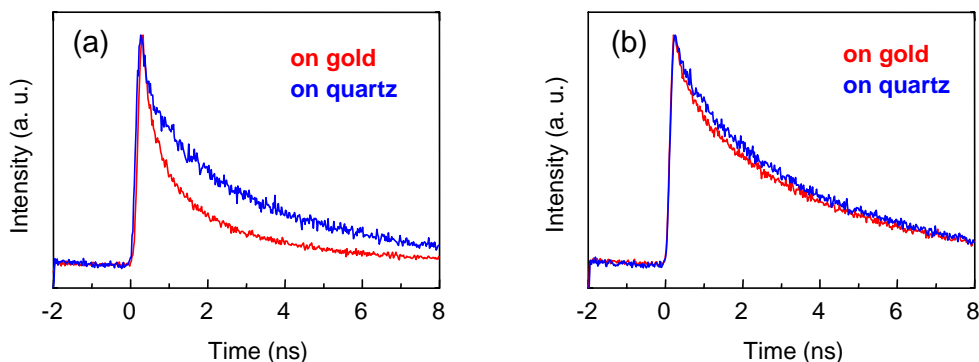 (a)
on gold
on quartz
Intensity (a. u.)
-2 0 2 4 6 8
Time (ns)
(b)
on gold
on quartz
Intensity (a. u.)
-2 0 2 4 6 8
Time (ns)